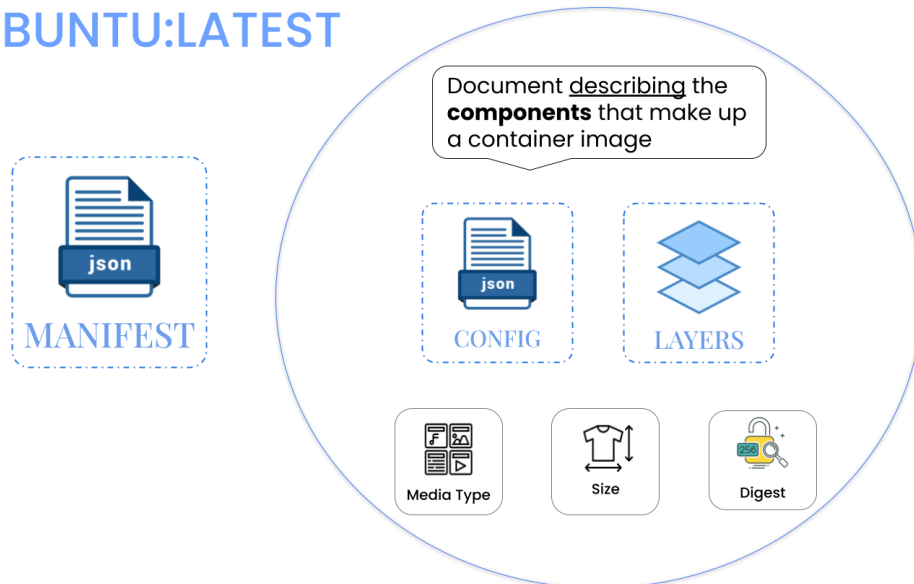 BUNTU:LATEST
Document describing the
components that make up
a container image
json
MANIFEST
json
CONFIG
LAYERS
Media Type
Size
256
Digest